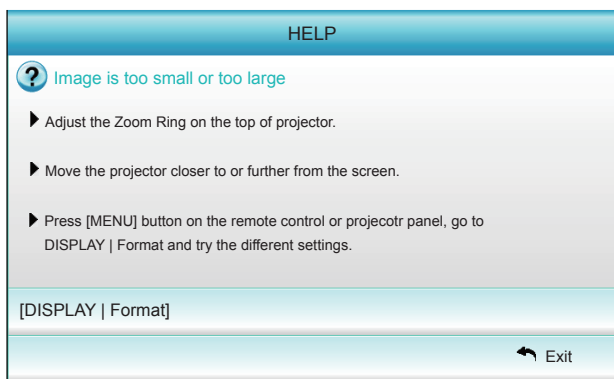 HELP
Image is too small or too large
Adjust the Zoom Ring on the top of projector.
Move the projector closer to or further from the screen.
Press [MENU] button on the remote control or projecotr panel, go to
DISPLAY | Format and try the different settings.
[DISPLAY | Format]
Exit